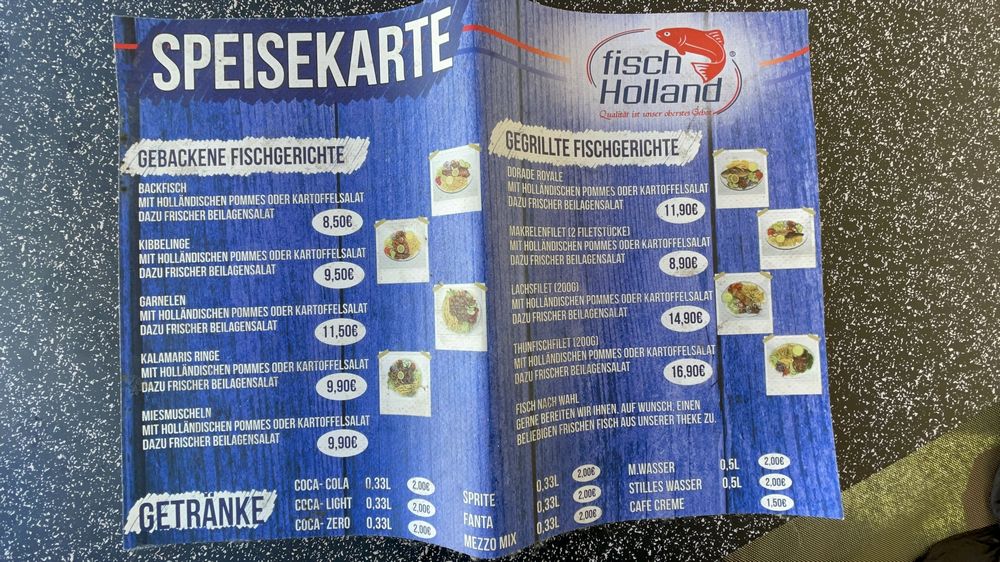 SPEISEKARTE
fisch
Holland
®
Qualität ist unser oberstes Gebot
GEBACKENE FISCHGERICHTE
BACKFISCH
MIT HOLLÄNDISCHEN POMMES ODER KARTOFFELSALAT
DAZU FRISCHER BEILAGENSALAT
8,50€
KIBBELINGE
MIT HOLLÄNDISCHEN POMMES ODER KARTOFFELSALAT
DAZU FRISCHER BEILAGENSALAT
9,50€
GARNELEN
MIT HOLLÄNDISCHEN POMMES ODER KARTOFFELSALAT
DAZU FRISCHER BEILAGENSALAT
11,50€
KALAMARIS RINGE
MIT HOLLÄNDISCHEN POMMES ODER KARTOFFELSALAT
DAZU FRISCHER BEILAGENSALAT
9,90€
MIESMUSCHELN
MIT HOLLÄNDISCHEN POMMES ODER KARTOFFELSALAT
DAZU FRISCHER BEILAGENSALAT
9,90€
GEGRILLTE FISCHGERICHTE
DORADE ROYALE
MIT HOLLÄNDISCHEN POMMES ODER KARTOFFELSALAT
DAZU FRISCHER BEILAGENSALAT
11,90€
MAKRELENFILET (2 FILETSTÜCKE)
MIT HOLLÄNDISCHEN POMMES ODER KARTOFFELSALAT
DAZU FRISCHER BEILAGENSALAT
8,90€
LACHSFILET (200G)
MIT HOLLÄNDISCHEN POMMES ODER KARTOFFELSALAT
DAZU FRISCHER BEILAGENSALAT
14,90€
THUNFISCHFILET (200G)
MIT HOLLÄNDISCHEN POMMES ODER KARTOFFELSALAT
DAZU FRISCHER BEILAGENSALAT
16,90€
FISCH NACH WAHL
GERNE BEREITEN WIR IHNEN, AUF WUNSCH, EINEN
BELIEBIGEN FRISCHEN FISCH AUS UNSERER THEKE ZU.
GETRÄNKE
COCA- COLA 0,33L 2,00€
COCA- LIGHT 0,33L 2,00€
COCA- ZERO 0,33L 2,00€
SPRITE 0,33L 2,00€
FANTA 0,33L 2,00€
MEZZO MIX 0,33L 2,00€
M.WASSER 0,5L 2,00€
STILLES WASSER 0,5L 2,00€
CAFE CREME 1,50€